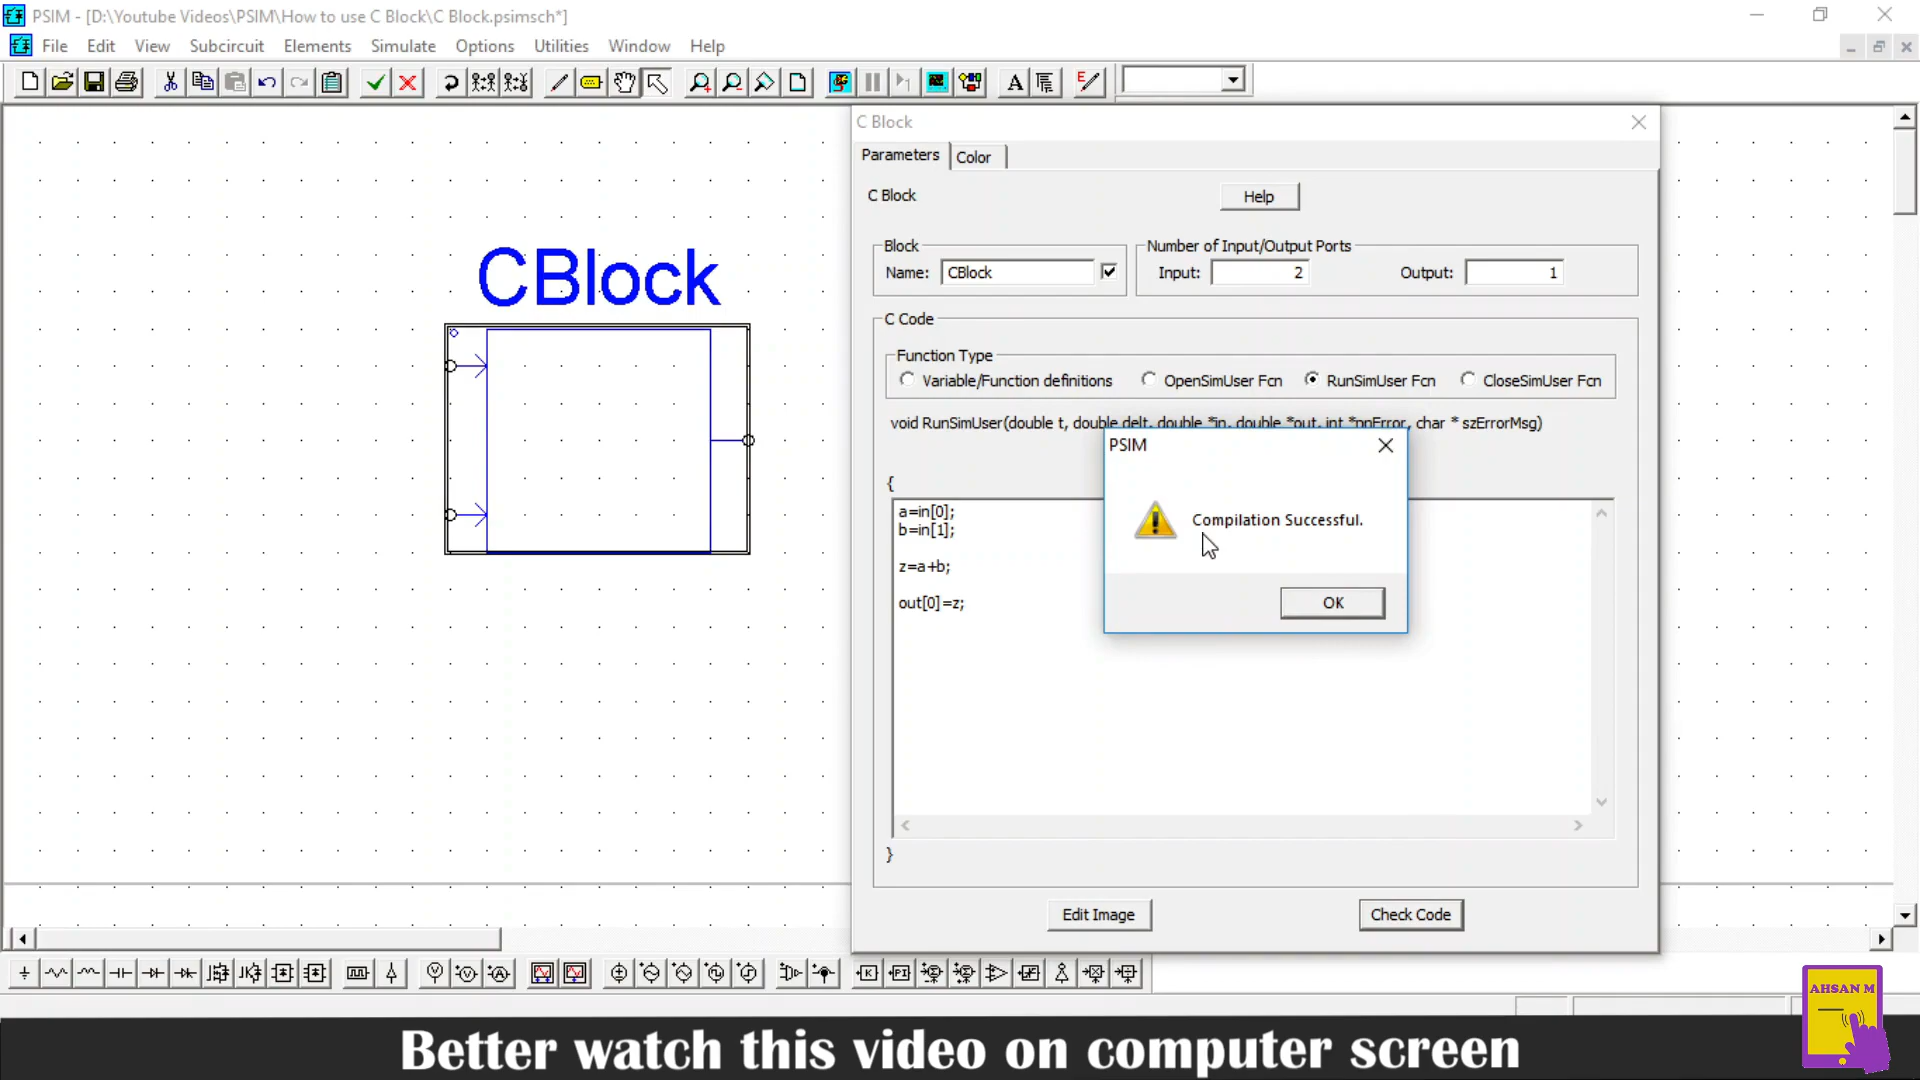 PSIM - [D:\Youtube Videos\PSIM\How to use C Block\C Block.psimsch*]
File Edit View Subcircuit Elements Simulate Options Utilities Window Help
C Block
Parameters Color
C Block Help
Block Number of Input/Output Ports
Name: CBlock Input: 2 Output: 1
C Code
Function Type
Variable/Function definitions OpenSimUser Fcn RunSimUser Fcn CloseSimUser Fcn
void RunSimUser(double t, double delt, double *in, double *out, int *pnError, char * szErrorMsg)
{
a=in[0];
b=in[1];
z=a+b;
out[0]=z;
}
Edit Image Check Code
PSIM
Compilation Successful.
OK
CBlock
AHSAN M
Better watch this video on computer screen